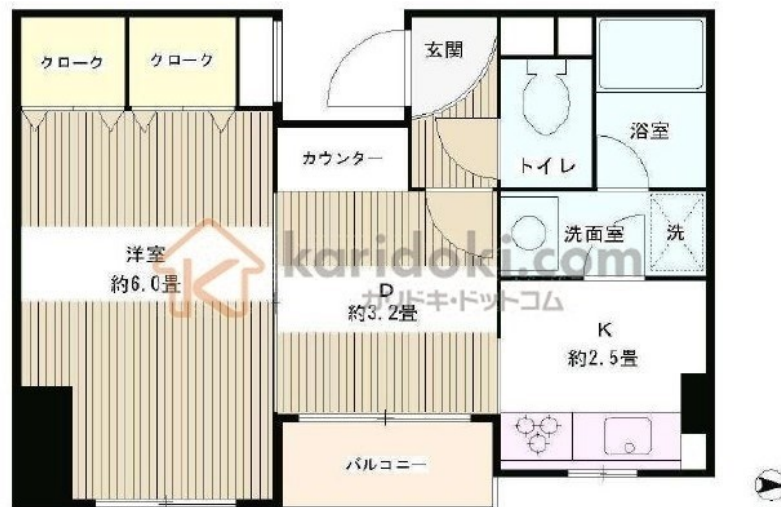 クローク
クローク
玄関
浴室
トイレ
カウンター
洗面室
洗
洋室
約6.0畳
karidoki.com
カリドキ・ドットコム
D
約3.2畳
K
約2.5畳
バルコニー